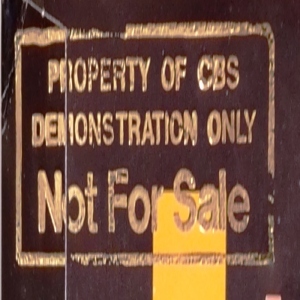 PROPERTY OF CBS
DEMONSTRATION ONLY
Not For Sale